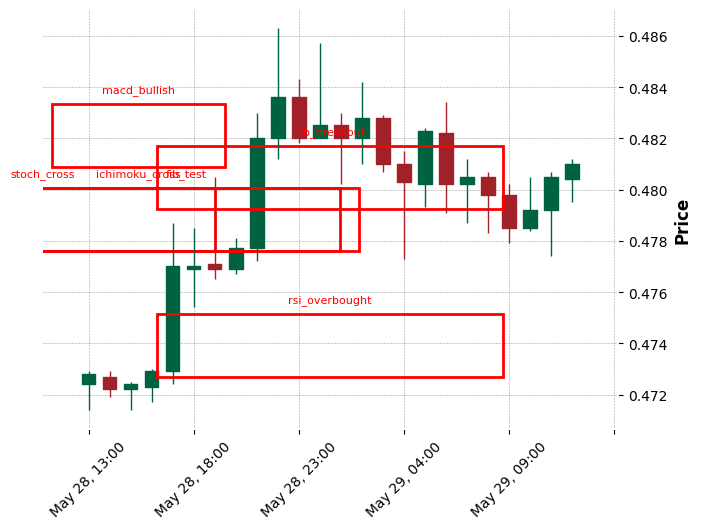 0.486
macd_bullish
0.484
0.482
stoch_cross
0.480
Price
0.478
0.476
rsi_overbought
0.474
0.472
May 28, 13:00
May 28, 18:00
May 28, 23:00
May 29, 04:00
May 29, 09:00